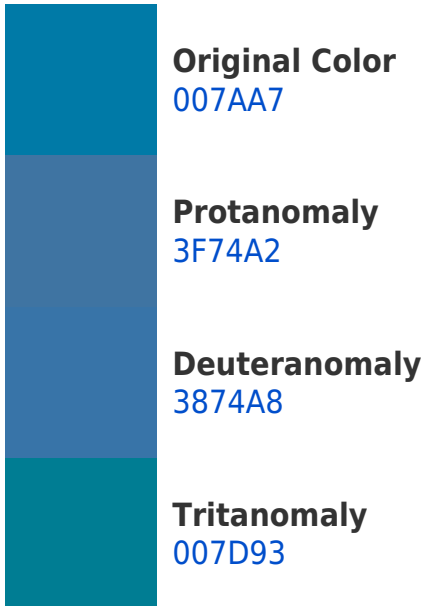 Original Color
007AA7
Protanomaly
3F74A2
Deuteranomaly
3874A8
Tritanomaly
007D93